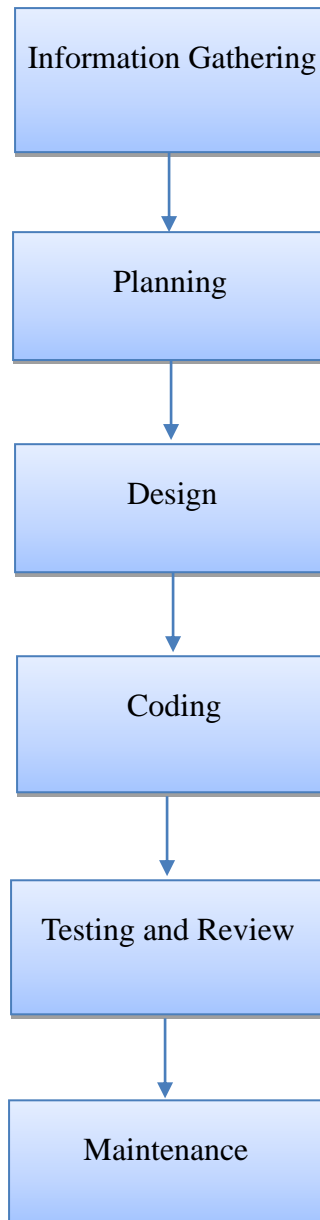 Information Gathering
Planning
Design
Coding
Testing and Review
Maintenance